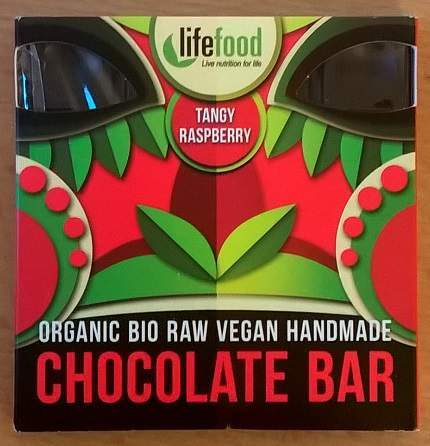 lifefood
Live nutrition for life
TANGY
RASPBERRY
ORGANIC BIO RAW VEGAN HANDMADE
CHOCOLATE BAR